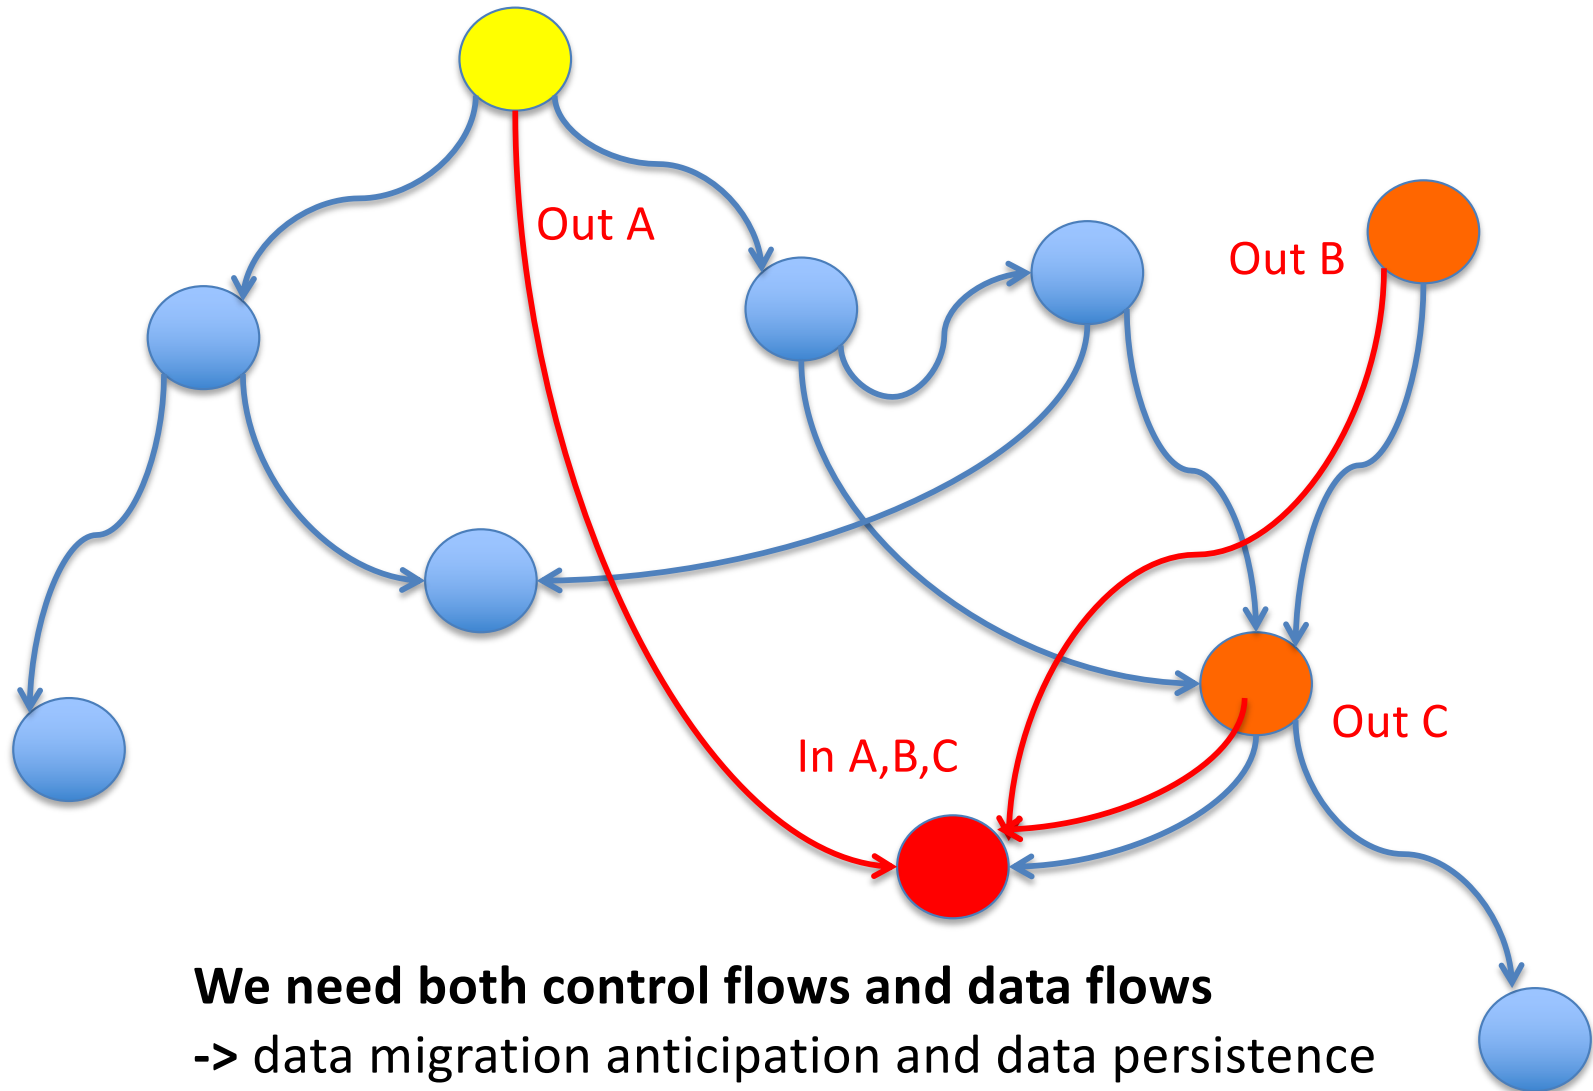 Out A
Out B
Out C
In A,B,C
We need both control flows and data flows
-> data migration anticipation and data persistence